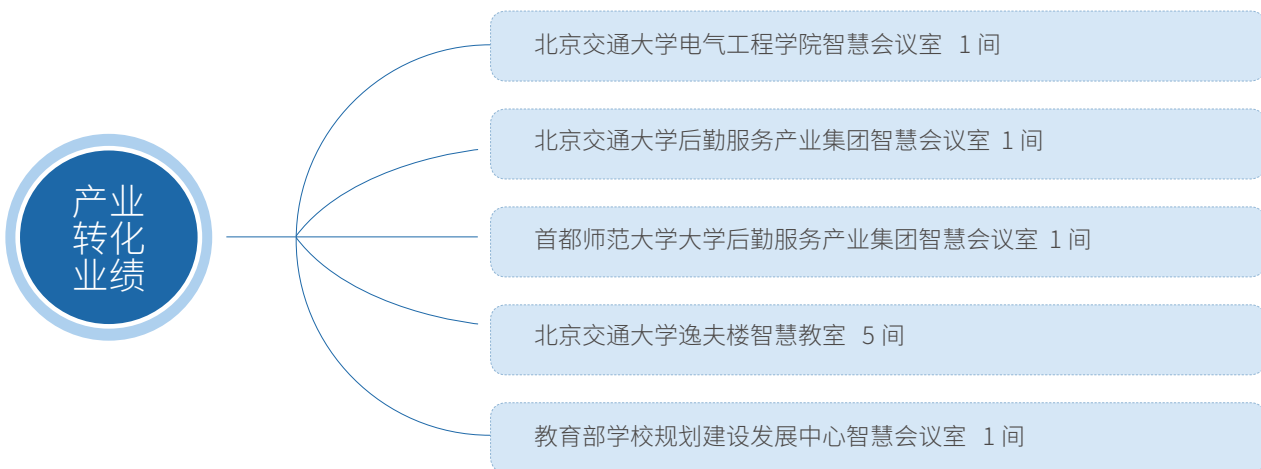 产业
转化
业绩
北京交通大学电气工程学院智慧会议室 1 间
北京交通大学后勤服务产业集团智慧会议室 1 间
首都师范大学大学后勤服务产业集团智慧会议室 1 间
北京交通大学逸夫楼智慧教室 5 间
教育部学校规划建设发展中心智慧会议室 1 间